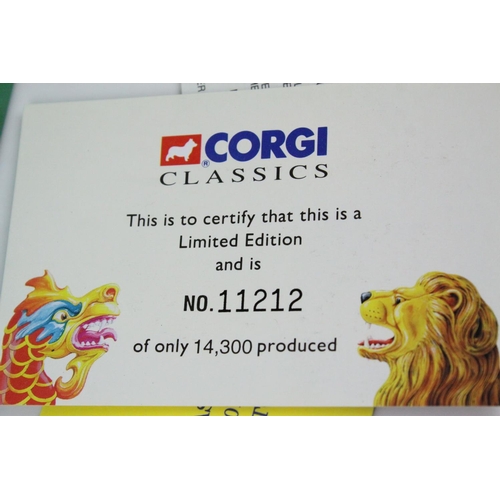 CORGI
CLASSICS
This is to certify that this is a
Limited Edition
and is
NO. 11212
of only 14,300 produced